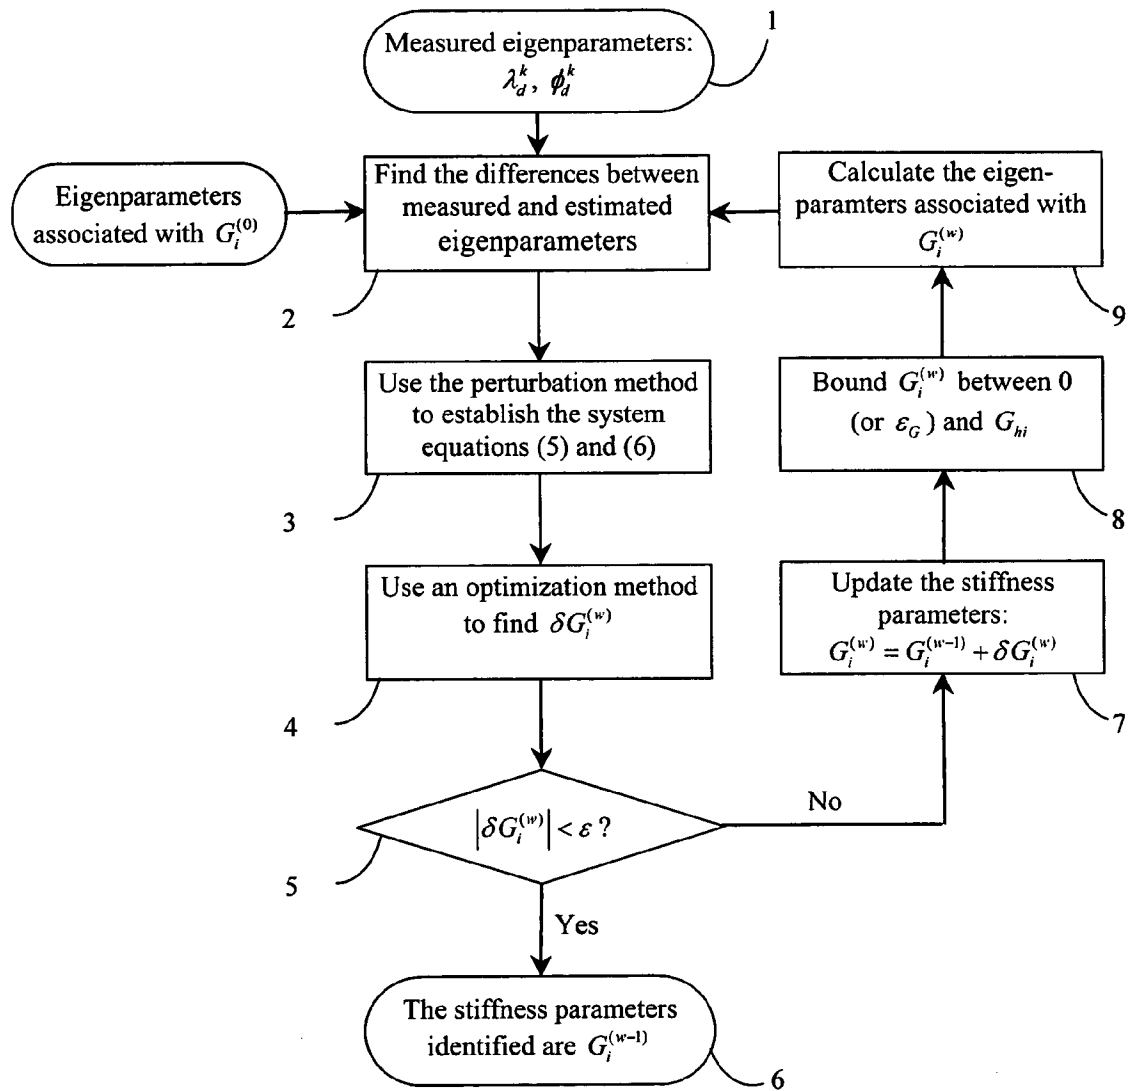 1
Measured eigenparameters:
λ_d^k, ϕ_d^k
Eigenparameters
associated with G_i^(0)
Find the differences between
measured and estimated
eigenparameters
2
Calculate the eigen-
paramters associated with
G_i^(w)
9
Use the perturbation method
to establish the system
equations (5) and (6)
3
Bound G_i^(w) between 0
(or ε_G) and G_hi
8
Use an optimization method
to find δG_i^(w)
4
Update the stiffness
parameters:
G_i^(w) = G_i^(w-1) + δG_i^(w)
7
|δG_i^(w)| < ε ?
5
No
Yes
The stiffness parameters
identified are G_i^(w-1)
6